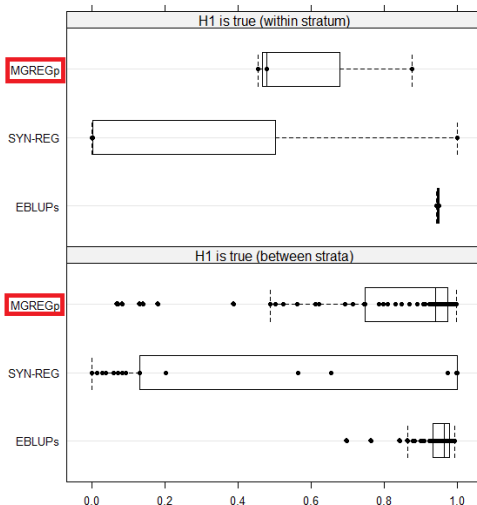 H1 is true (within stratum)
MGREGp
SYN-REG
EBLUPs
H1 is true (between strata)
MGREGp
SYN-REG
EBLUPs
0.0 0.2 0.4 0.6 0.8 1.0